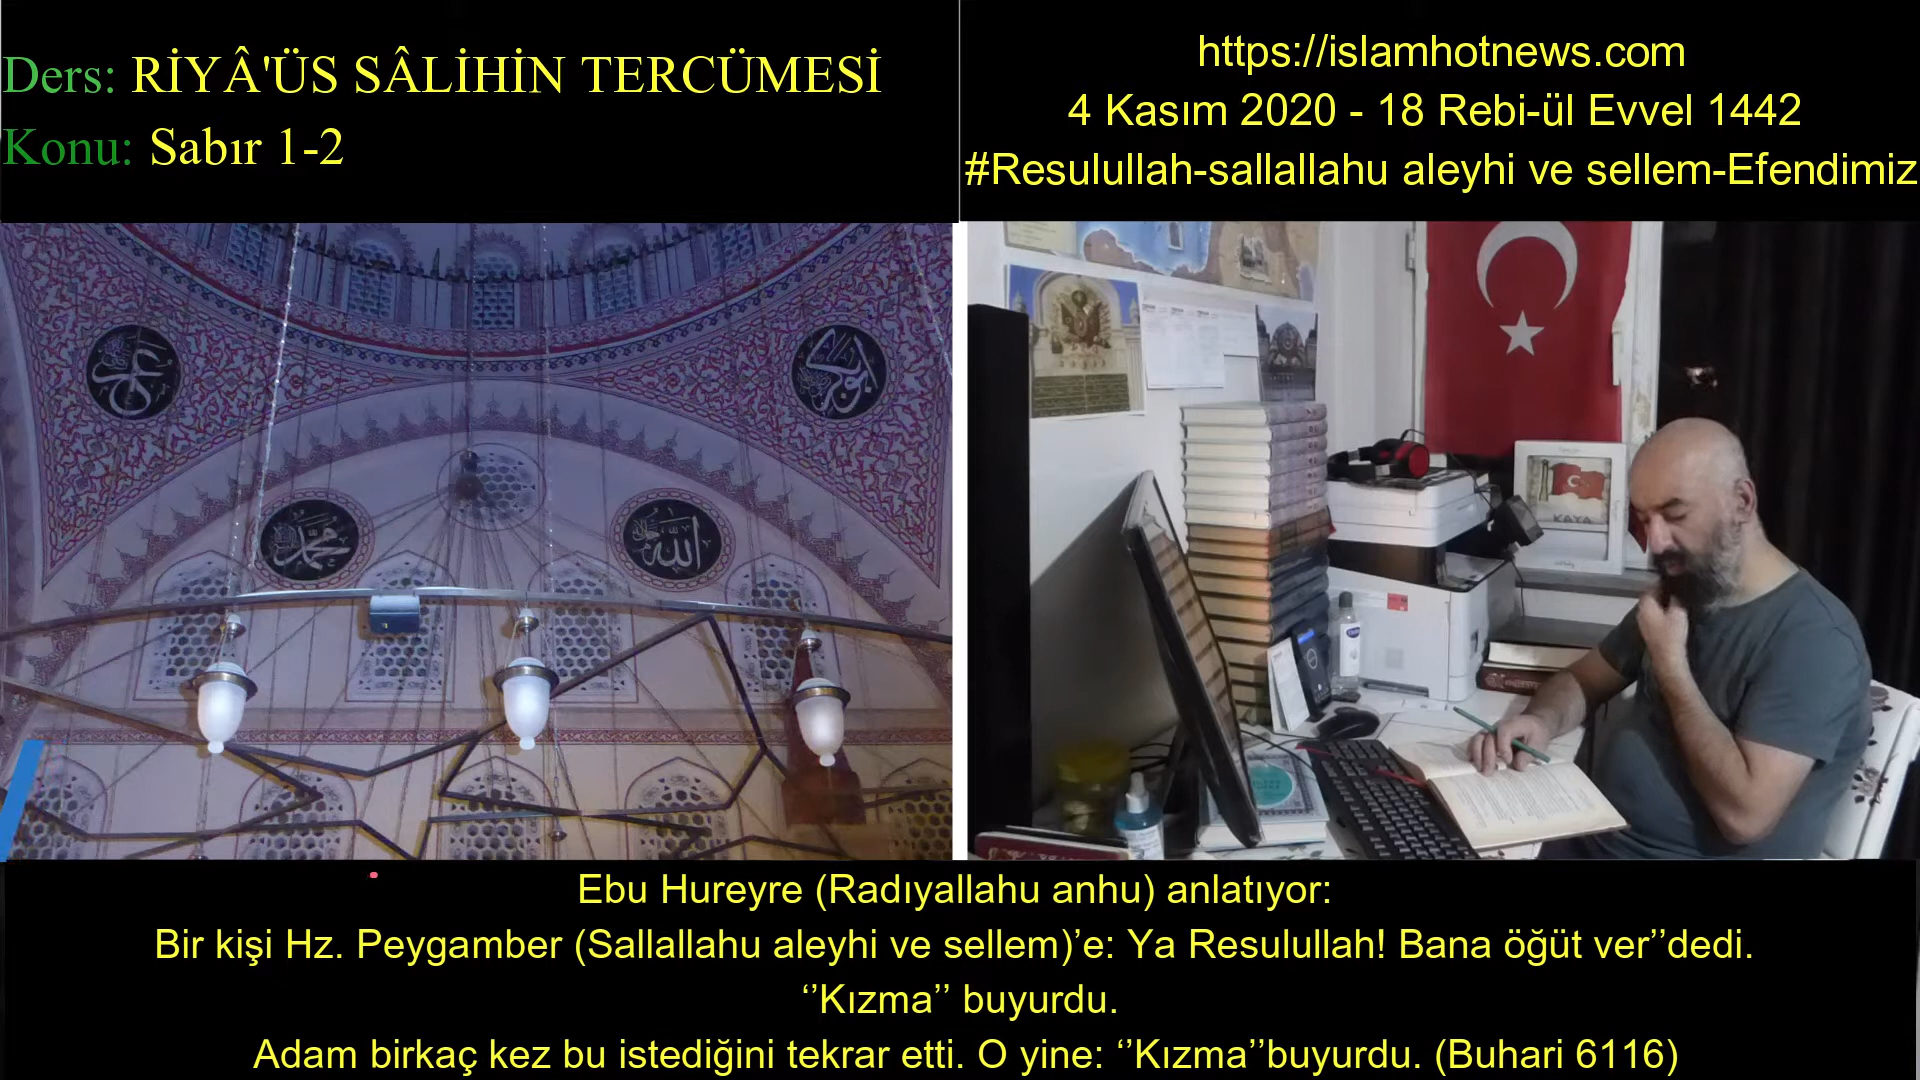 Ders: RİYÂ'ÜS SÂLİHİN TERCÜMESİ
Konu: Sabır 1-2
https://islamhotnews.com
4 Kasım 2020 - 18 Rebi-ül Evvel 1442
#Resulullah-sallallahu aleyhi ve sellem-Efendimiz
محمد
الله
KAYA
Ebu Hureyre (Radıyallahu anhu) anlatıyor:
Bir kişi Hz. Peygamber (Sallallahu aleyhi ve sellem)’e: Ya Resulullah! Bana öğüt ver’’dedi.
‘’Kızma’’ buyurdu.
Adam birkaç kez bu istediğini tekrar etti. O yine: ‘’Kızma’’buyurdu. (Buhari 6116)